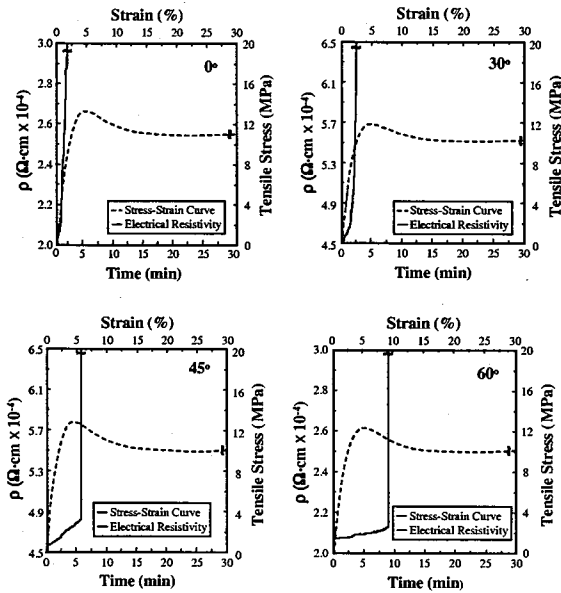 Strain (%)
0 5 10 15 20 25 30
3.0
2.8
2.6
2.4
2.2
2.0
ρ (Ω·cm x 10⁻⁴)
0°
20
16
12
8
4
0
Tensile Stress (MPa)
Stress-Strain Curve
Electrical Resistivity
0 5 10 15 20 25 30
Time (min)
Strain (%)
0 5 10 15 20 25 30
6.5
6.1
5.7
5.3
4.9
4.5
ρ (Ω·cm x 10⁻⁴)
30°
20
16
12
8
4
0
Tensile Stress (MPa)
Stress-Strain Curve
Electrical Resistivity
0 5 10 15 20 25 30
Time (min)
Strain (%)
0 5 10 15 20 25 30
6.5
6.1
5.7
5.3
4.9
4.5
ρ (Ω·cm x 10⁻⁴)
45°
20
16
12
8
4
0
Tensile Stress (MPa)
Stress-Strain Curve
Electrical Resistivity
0 5 10 15 20 25 30
Time (min)
Strain (%)
0 5 10 15 20 25 30
3.0
2.8
2.6
2.4
2.2
2.0
ρ (Ω·cm x 10⁻⁴)
60°
20
16
12
8
4
0
Tensile Stress (MPa)
Stress-Strain Curve
Electrical Resistivity
0 5 10 15 20 25 30
Time (min)